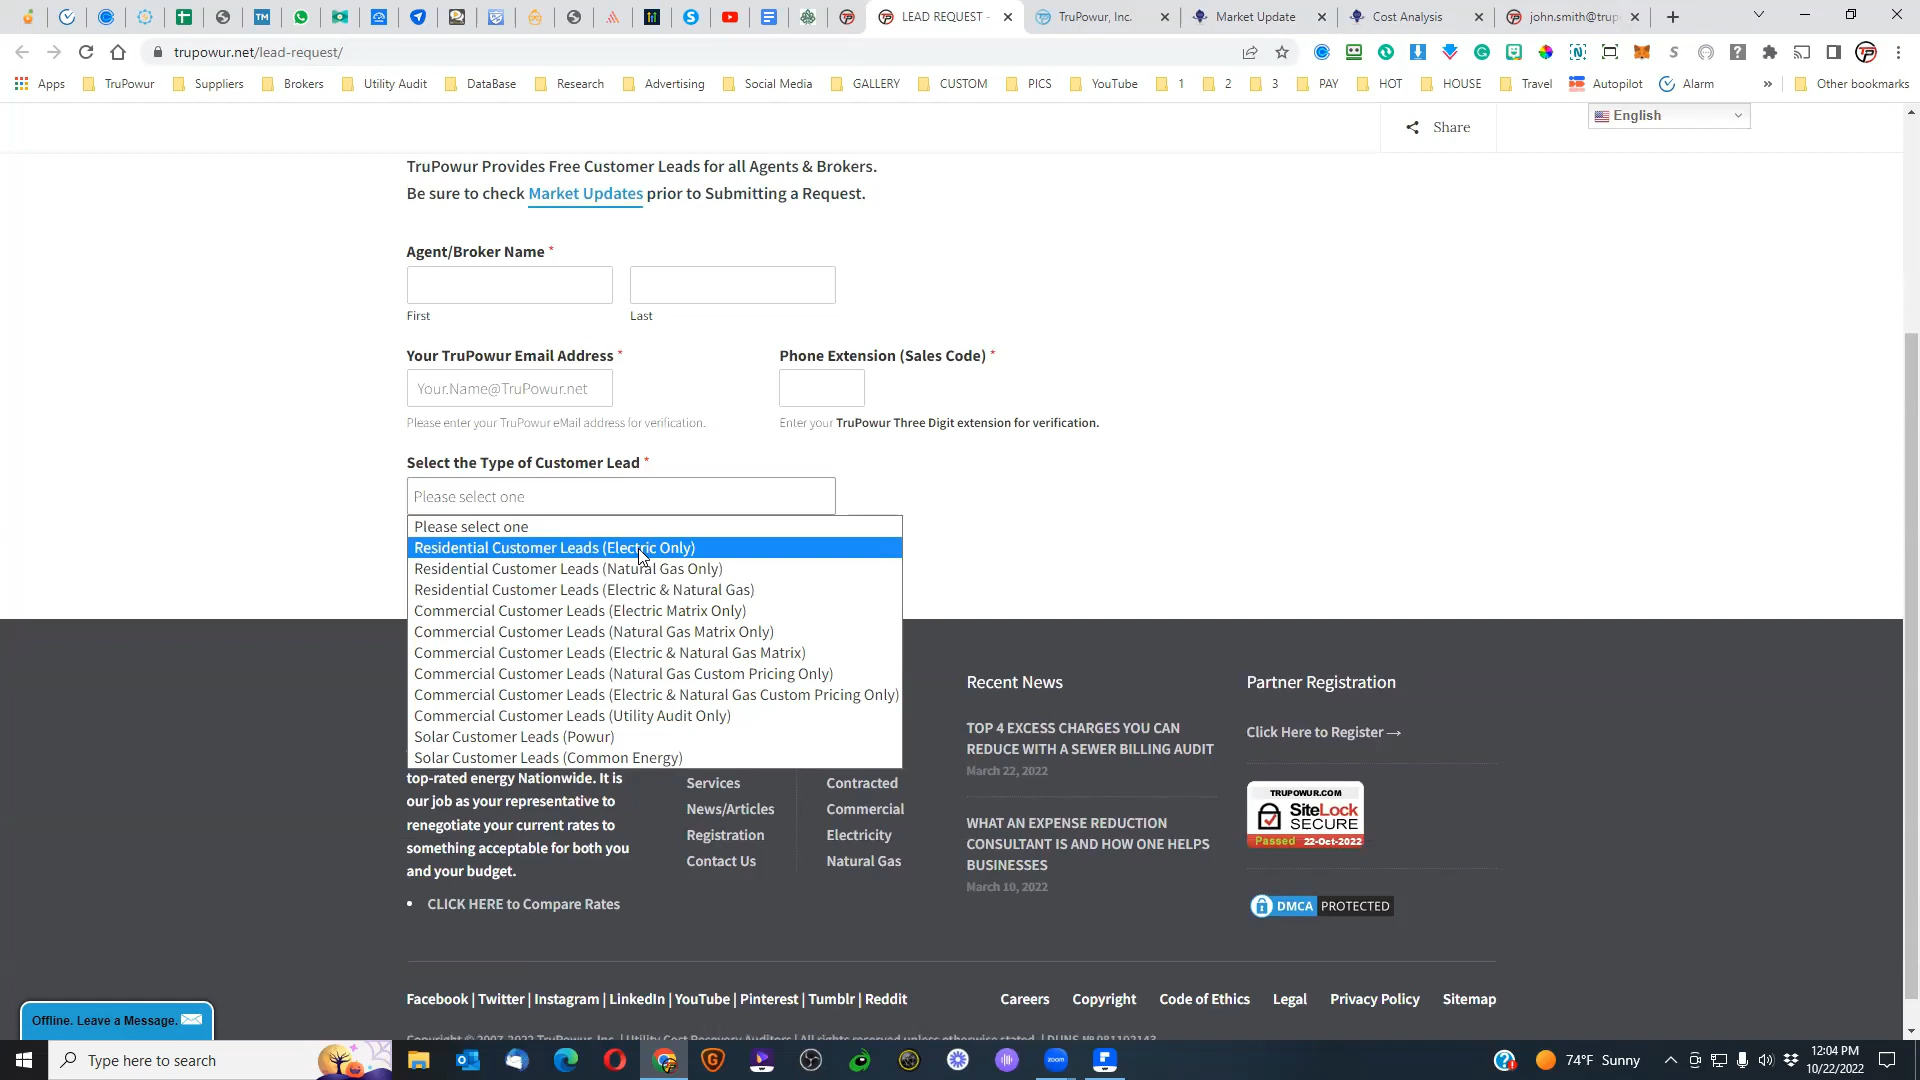 LEAD REQUEST -
TruPowur, Inc.
Market Update
Cost Analysis
john.smith@trup
trupowur.net/lead-request/
Apps
TruPowur
Suppliers
Brokers
Utility Audit
DataBase
Research
Advertising
Social Media
GALLERY
CUSTOM
PICS
YouTube
1
2
3
PAY
HOT
HOUSE
Travel
Autopilot
Alarm
»
Other bookmarks
Share
English
TruPowur Provides Free Customer Leads for all Agents & Brokers.
Be sure to check Market Updates prior to Submitting a Request.
Agent/Broker Name *
First
Last
Your TruPowur Email Address *
Phone Extension (Sales Code) *
Your.Name@TruPowur.net
Please enter your TruPowur eMail address for verification.
Enter your TruPowur Three Digit extension for verification.
Select the Type of Customer Lead *
Please select one
Please select one
Residential Customer Leads (Electric Only)
Residential Customer Leads (Natural Gas Only)
Residential Customer Leads (Electric & Natural Gas)
Commercial Customer Leads (Electric Matrix Only)
Commercial Customer Leads (Natural Gas Matrix Only)
Commercial Customer Leads (Electric & Natural Gas Matrix)
Commercial Customer Leads (Natural Gas Custom Pricing Only)
Commercial Customer Leads (Electric & Natural Gas Custom Pricing Only)
Commercial Customer Leads (Utility Audit Only)
Solar Customer Leads (Powur)
Solar Customer Leads (Common Energy)
top-rated energy Nationwide. It is
our job as your representative to
renegotiate your current rates to
something acceptable for both you
and your budget.
• CLICK HERE to Compare Rates
Services
News/Articles
Registration
Contact Us
Contracted
Commercial
Electricity
Natural Gas
Recent News
TOP 4 EXCESS CHARGES YOU CAN
REDUCE WITH A SEWER BILLING AUDIT
March 22, 2022
WHAT AN EXPENSE REDUCTION
CONSULTANT IS AND HOW ONE HELPS
BUSINESSES
March 10, 2022
Partner Registration
Click Here to Register →
TRUPOWUR.COM
SiteLock
SECURE
Passed 22-Oct-2022
DMCA PROTECTED
Facebook | Twitter | Instagram | LinkedIn | YouTube | Pinterest | Tumblr | Reddit
Careers
Copyright
Code of Ethics
Legal
Privacy Policy
Sitemap
Offline. Leave a Message.
Type here to search
74°F Sunny
12:04 PM
10/22/2022